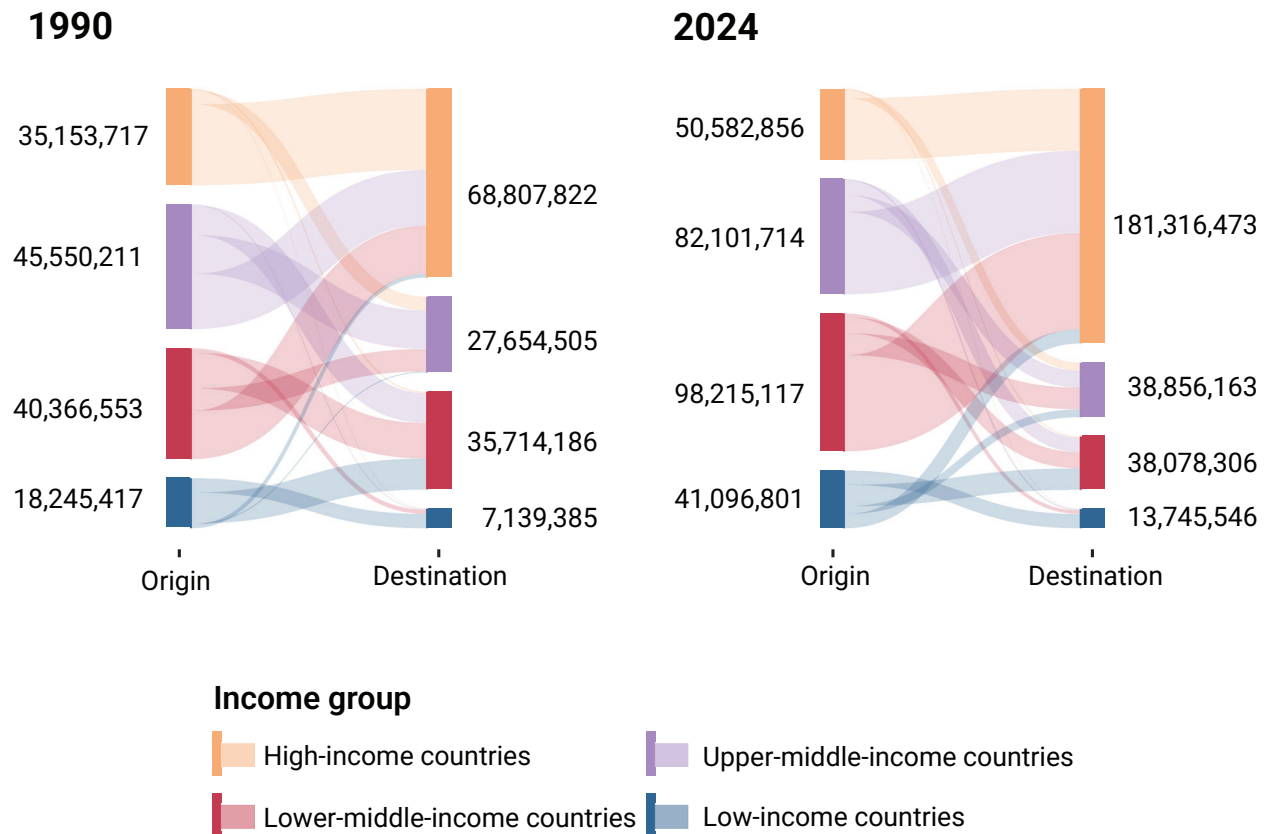 1990
35,153,717
45,550,211
40,366,553
18,245,417
68,807,822
27,654,505
35,714,186
7,139,385
Origin
Destination
2024
50,582,856
82,101,714
98,215,117
41,096,801
181,316,473
38,856,163
38,078,306
13,745,546
Origin
Destination
Income group
High-income countries
Upper-middle-income countries
Lower-middle-income countries
Low-income countries